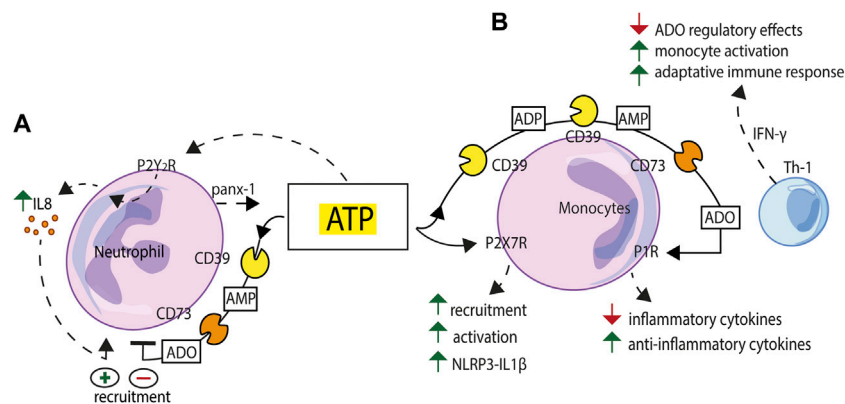 A
P2Y₂R
IL8
panx-1
Neutrophil
CD39
AMP
CD73
ADO
+
−
recruitment
ATP
B
ADO regulatory effects
monocyte activation
adaptative immune response
IFN-γ
Th-1
ADP
CD39
AMP
CD39
CD73
Monocytes
ADO
P2X7R
P1R
recruitment
activation
NLRP3-IL1β
inflammatory cytokines
anti-inflammatory cytokines